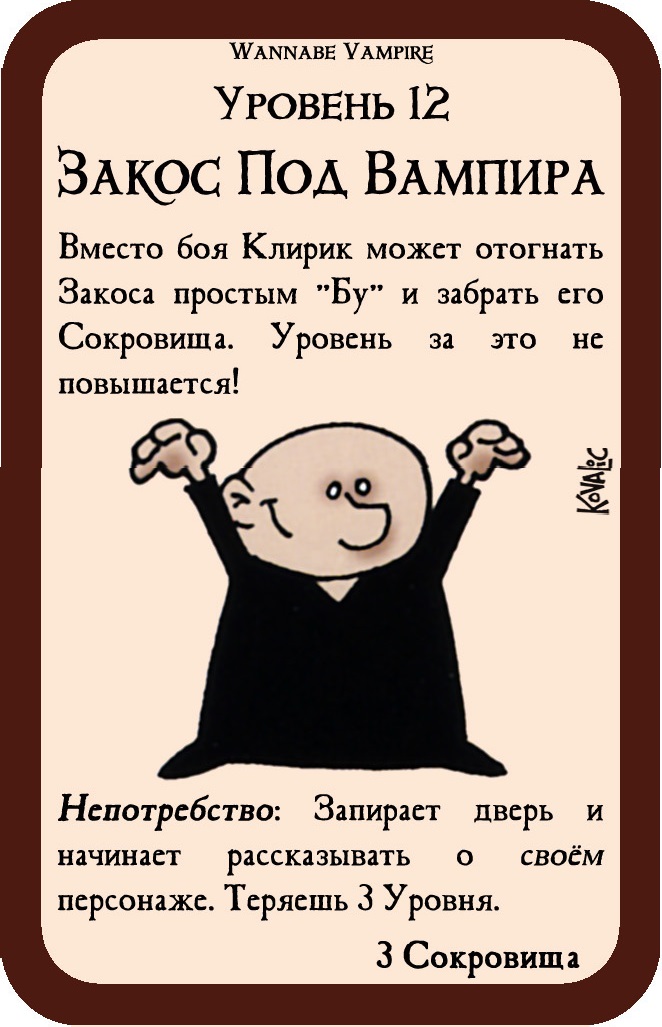 Wannabe Vampire
Уровень 12
Закос Под Вампира
Вместо боя Клирик может отогнать
Закоса простым "Бу" и забрать его
Сокровища. Уровень за это не
повышается!
Kovalic
Непотребство: Запирает дверь и
начинает рассказывать о своём
персонаже. Теряешь 3 Уровня.
3 Сокровища